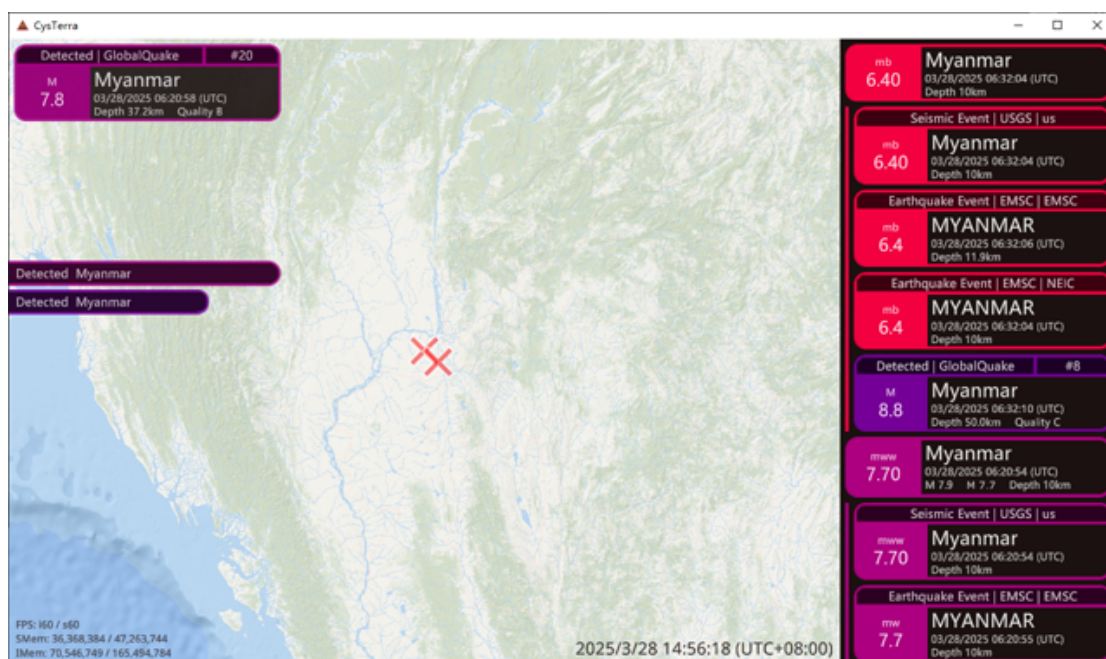 CysTerra
Detected | GlobalQuake #20
M
7.8
Myanmar
03/28/2025 06:20:58 (UTC)
Depth 37.2km Quality B
Detected Myanmar
Detected Myanmar
FPS: i60 / s60
SMem: 36,368,384 / 47,263,744
IMem: 70,546,749 / 165,494,784
2025/3/28 14:56:18 (UTC+08:00)
mb
6.40
Myanmar
03/28/2025 06:32:04 (UTC)
Depth 10km
Seismic Event | USGS | us
mb
6.40
Myanmar
03/28/2025 06:32:04 (UTC)
Depth 10km
Earthquake Event | EMSC | EMSC
mb
6.4
MYANMAR
03/28/2025 06:32:06 (UTC)
Depth 11.9km
Earthquake Event | EMSC | NEIC
mb
6.4
MYANMAR
03/28/2025 06:32:04 (UTC)
Depth 10km
Detected | GlobalQuake #8
M
8.8
Myanmar
03/28/2025 06:32:10 (UTC)
Depth 50.0km Quality C
mww
7.70
Myanmar
03/28/2025 06:20:54 (UTC)
M 7.9 M 7.7 Depth 10km
Seismic Event | USGS | us
mww
7.70
Myanmar
03/28/2025 06:20:54 (UTC)
Depth 10km
Earthquake Event | EMSC | EMSC
mw
7.7
MYANMAR
03/28/2025 06:20:55 (UTC)
Depth 10km